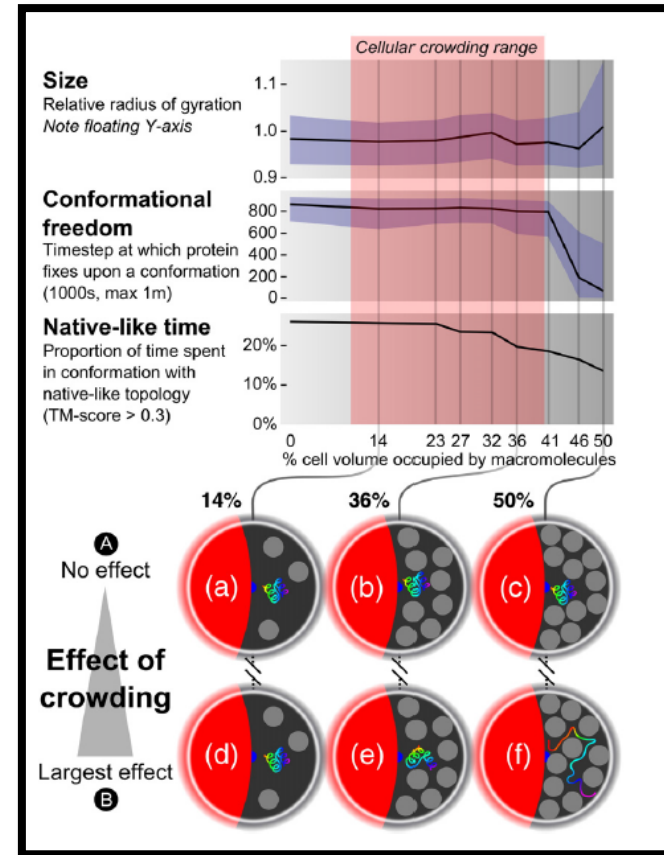 Cellular crowding range
Size
Relative radius of gyration
Note floating Y-axis
1.1
1.0
0.9
Conformational
freedom
Timestep at which protein
fixes upon a conformation
(1000s, max 1m)
800
600
400
200
0
Native-like time
Proportion of time spent
in conformation with
native-like topology
(TM-score > 0.3)
20%
10%
0%
0 14 23 27 32 36 41 46 50
% cell volume occupied by macromolecules
14% 36% 50%
A
No effect
(a) (b) (c)
Effect of
crowding
(d) (e) (f)
Largest effect
B